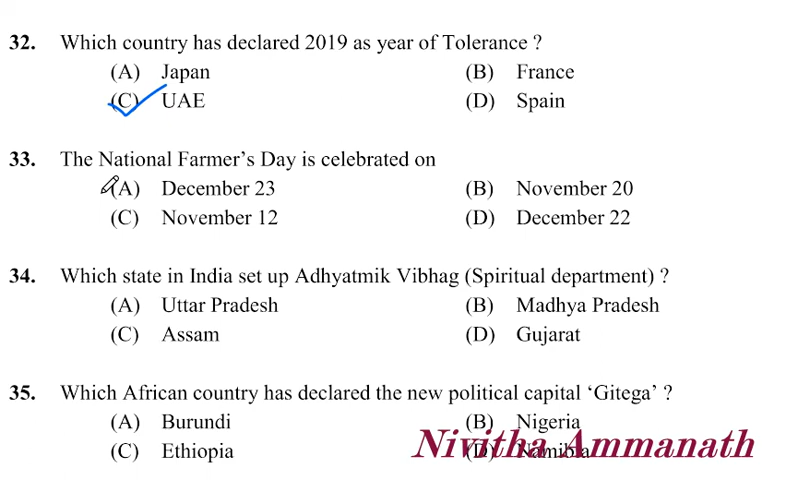 32. Which country has declared 2019 as year of Tolerance ?
(A) Japan (B) France
(C) UAE (D) Spain
33. The National Farmer’s Day is celebrated on
(A) December 23 (B) November 20
(C) November 12 (D) December 22
34. Which state in India set up Adhyatmik Vibhag (Spiritual department) ?
(A) Uttar Pradesh (B) Madhya Pradesh
(C) Assam (D) Gujarat
35. Which African country has declared the new political capital ‘Gitega’ ?
(A) Burundi (B) Nigeria
(C) Ethiopia (D) Namibia
Nivitha Ammanath